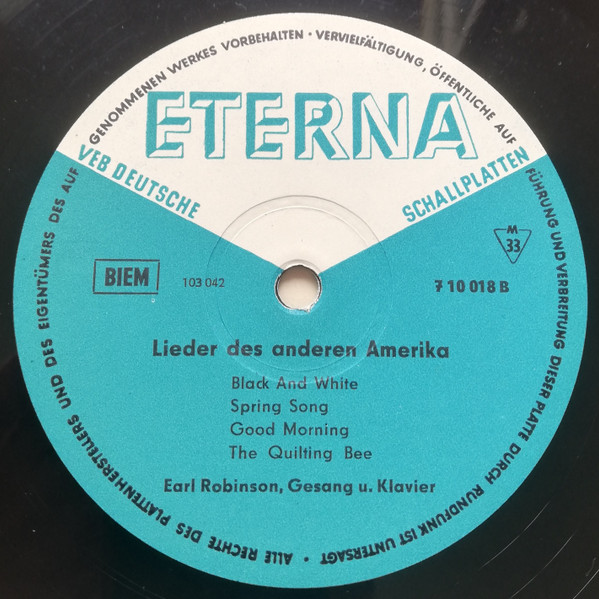 ALLE RECHTE DES PLATTENHERSTELLERS UND DES EIGENTÜMERS DES AUFGENOMMENEN WERKES VORBEHALTEN · VERVIELFÄLTIGUNG, ÖFFENTLICHE AUFFÜHRUNG UND VERBREITUNG DIESER PLATTE DURCH RUNDFUNK IST UNTERSAGT ·
ETERNA
VEB DEUTSCHE SCHALLPLATTEN
M
33
BIEM
103 042
7 10 018 B
Lieder des anderen Amerika
Black And White
Spring Song
Good Morning
The Quilting Bee
Earl Robinson, Gesang u. Klavier